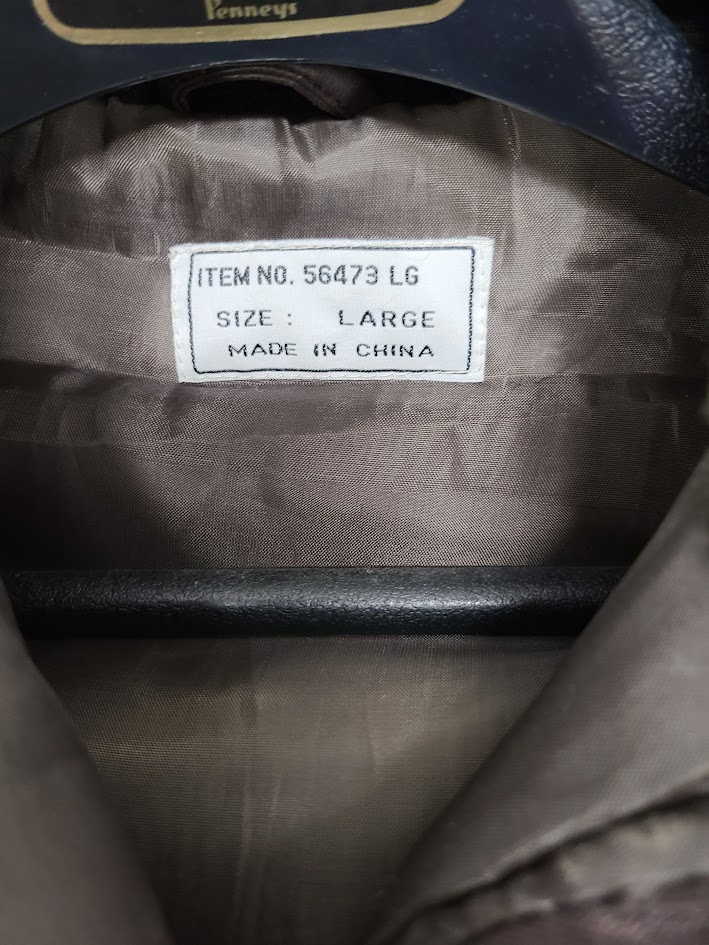 Penneys
ITEM NO. 56473 LG
SIZE : LARGE
MADE IN CHINA